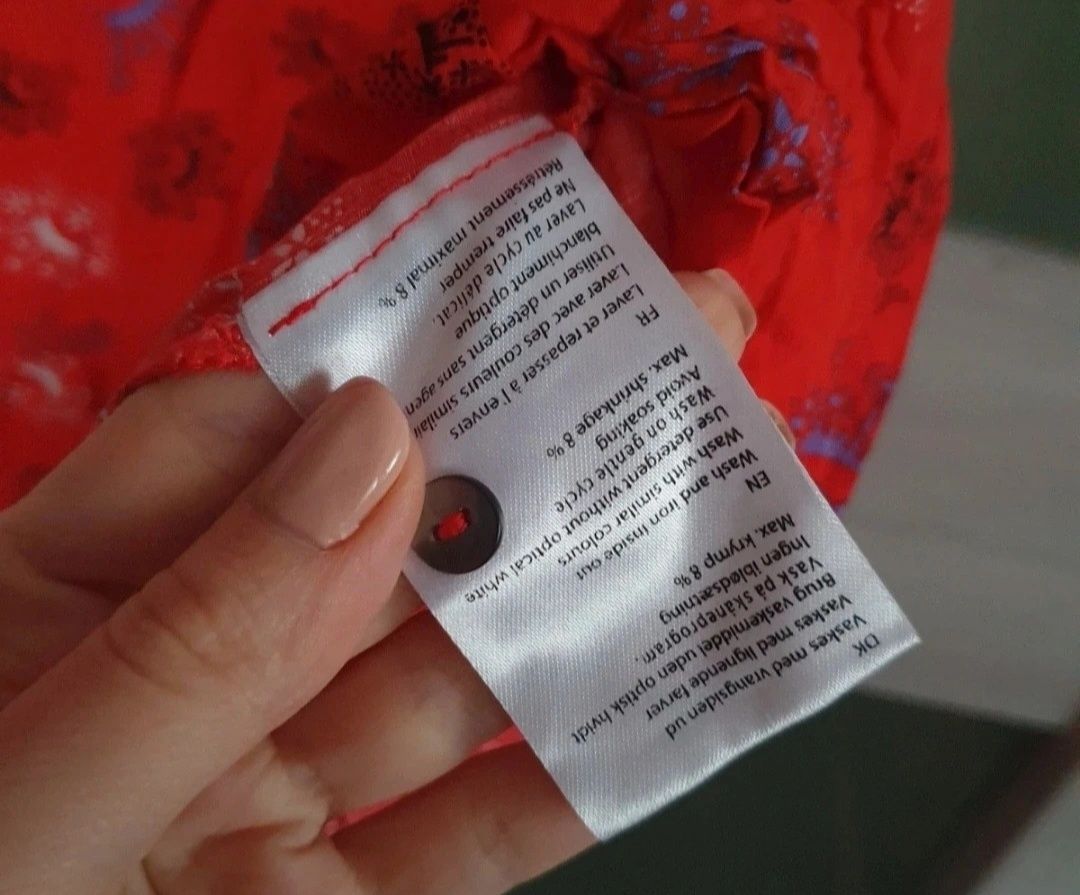 DK
Vaskes med vrangsiden ud
Vaskes med lignende farver
Brug vaskemiddel uden optisk hvidt
Vask på skåneprogram.
Ingen iblødsætning
Max. krymp 8 %
EN
Wash and iron inside out
Wash with similar colours
Use detergent without optical white
Wash on gentle cycle
Avoid soaking
Max. shrinkage 8 %
FR
Laver et repasser à l'envers
Laver avec des couleurs
Utiliser un détergent sans agen
blanchiment optique
Laver au cycle délicat
Ne pas faire tremper
Rétrêssement maximal 8 %